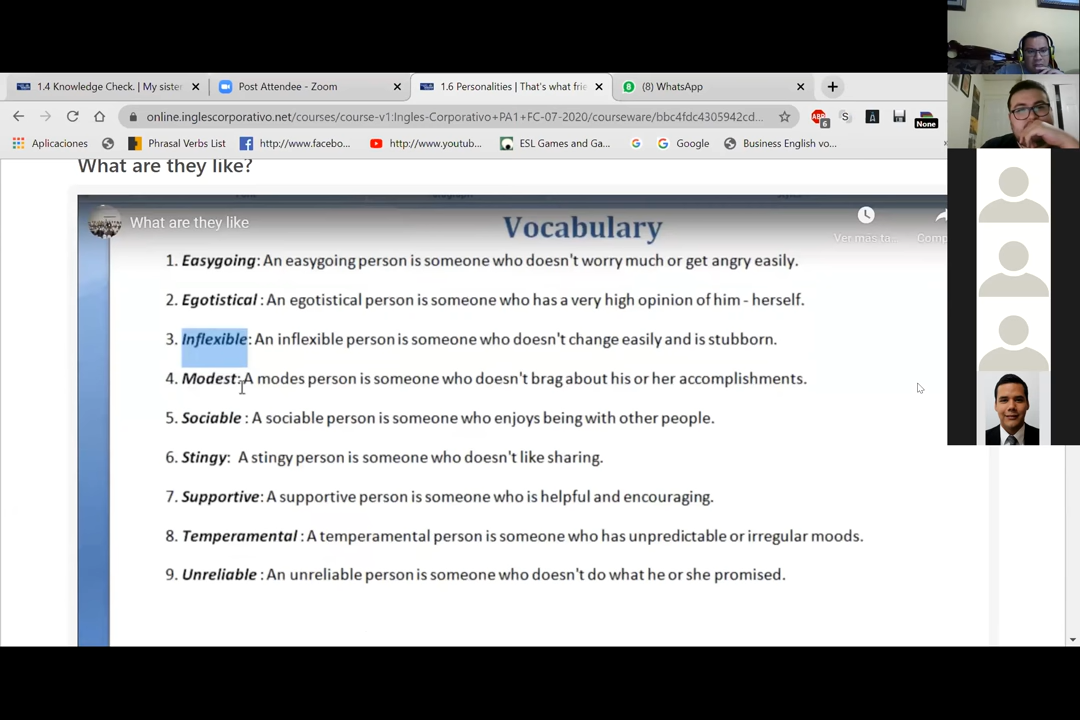 1.4 Knowledge Check. | My siste
Post Attendee - Zoom
1.6 Personalities | That's what frie
(8) WhatsApp
online.inglescorporativo.net/courses/course-v1:Ingles-Corporativo+PA1+FC-07-2020/courseware/bbc4fdc4305942cd...
ABP
6
S
None
Aplicaciones
Phrasal Verbs List
http://www.facebo...
http://www.youtub...
ESL Games and Ga...
Google
Business English vo...
»
What are they like?
What are they like
Vocabulary
Ver más ta...
Comp
1. Easygoing: An easygoing person is someone who doesn't worry much or get angry easily.
2. Egotistical : An egotistical person is someone who has a very high opinion of him - herself.
3. Inflexible: An inflexible person is someone who doesn't change easily and is stubborn.
4. Modest: A modes person is someone who doesn't brag about his or her accomplishments.
5. Sociable : A sociable person is someone who enjoys being with other people.
6. Stingy: A stingy person is someone who doesn't like sharing.
7. Supportive: A supportive person is someone who is helpful and encouraging.
8. Temperamental : A temperamental person is someone who has unpredictable or irregular moods.
9. Unreliable : An unreliable person is someone who doesn't do what he or she promised.